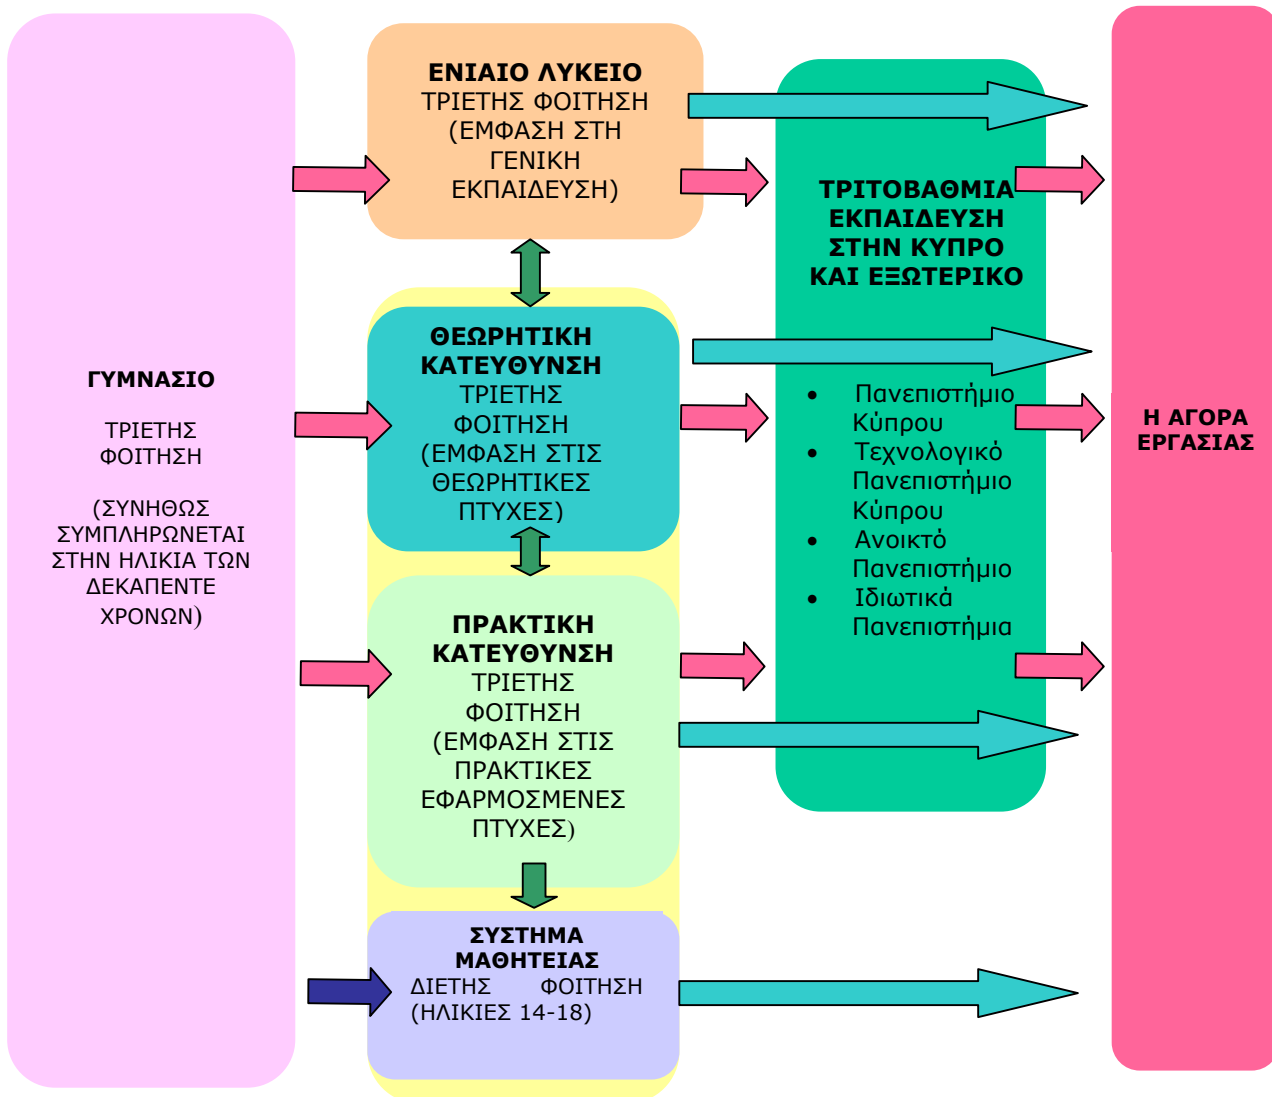 ΓΥΜΝΑΣΙΟ
ΤΡΙΕΤΗΣ
ΦΟΙΤΗΣΗ
(ΣΥΝΗΘΩΣ
ΣΥΜΠΛΗΡΩΝΕΤΑΙ
ΣΤΗΝ ΗΛΙΚΙΑ ΤΩΝ
ΔΕΚΑΠΕΝΤΕ
ΧΡΟΝΩΝ)
ΕΝΙΑΙΟ ΛΥΚΕΙΟ
ΤΡΙΕΤΗΣ ΦΟΙΤΗΣΗ
(ΕΜΦΑΣΗ ΣΤΗ
ΓΕΝΙΚΗ
ΕΚΠΑΙΔΕΥΣΗ)
ΘΕΩΡΗΤΙΚΗ
ΚΑΤΕΥΘΥΝΣΗ
ΤΡΙΕΤΗΣ
ΦΟΙΤΗΣΗ
(ΕΜΦΑΣΗ ΣΤΙΣ
ΘΕΩΡΗΤΙΚΕΣ
ΠΤΥΧΕΣ)
ΠΡΑΚΤΙΚΗ
ΚΑΤΕΥΘΥΝΣΗ
ΤΡΙΕΤΗΣ
ΦΟΙΤΗΣΗ
(ΕΜΦΑΣΗ ΣΤΙΣ
ΠΡΑΚΤΙΚΕΣ
ΕΦΑΡΜΟΣΜΕΝΕΣ
ΠΤΥΧΕΣ)
ΣΥΣΤΗΜΑ
ΜΑΘΗΤΕΙΑΣ
ΔΙΕΤΗΣ ΦΟΙΤΗΣΗ
(ΗΛΙΚΙΕΣ 14-18)
ΤΡΙΤΟΒΑΘΜΙΑ
ΕΚΠΑΙΔΕΥΣΗ
ΣΤΗΝ ΚΥΠΡΟ
ΚΑΙ ΕΞΩΤΕΡΙΚΟ
• Πανεπιστήμιο
Κύπρου
• Τεχνολογικό
Πανεπιστήμιο
Κύπρου
• Ανοικτό
Πανεπιστήμιο
• Ιδιωτικά
Πανεπιστήμια
Η ΑΓΟΡΑ
ΕΡΓΑΣΙΑΣ